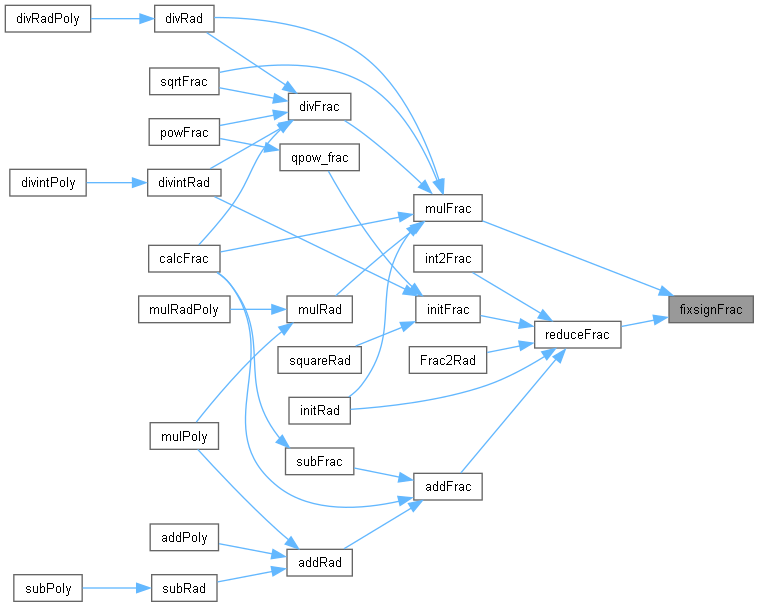 divRadPoly
divRad
sqrtFrac
divFrac
powFrac
qpow_frac
divintPoly
divintRad
mulFrac
calcFrac
int2Frac
mulRadPoly
mulRad
initFrac
fixsignFrac
reduceFrac
squareRad
Frac2Rad
initRad
mulPoly
subFrac
addFrac
addPoly
addRad
subPoly
subRad